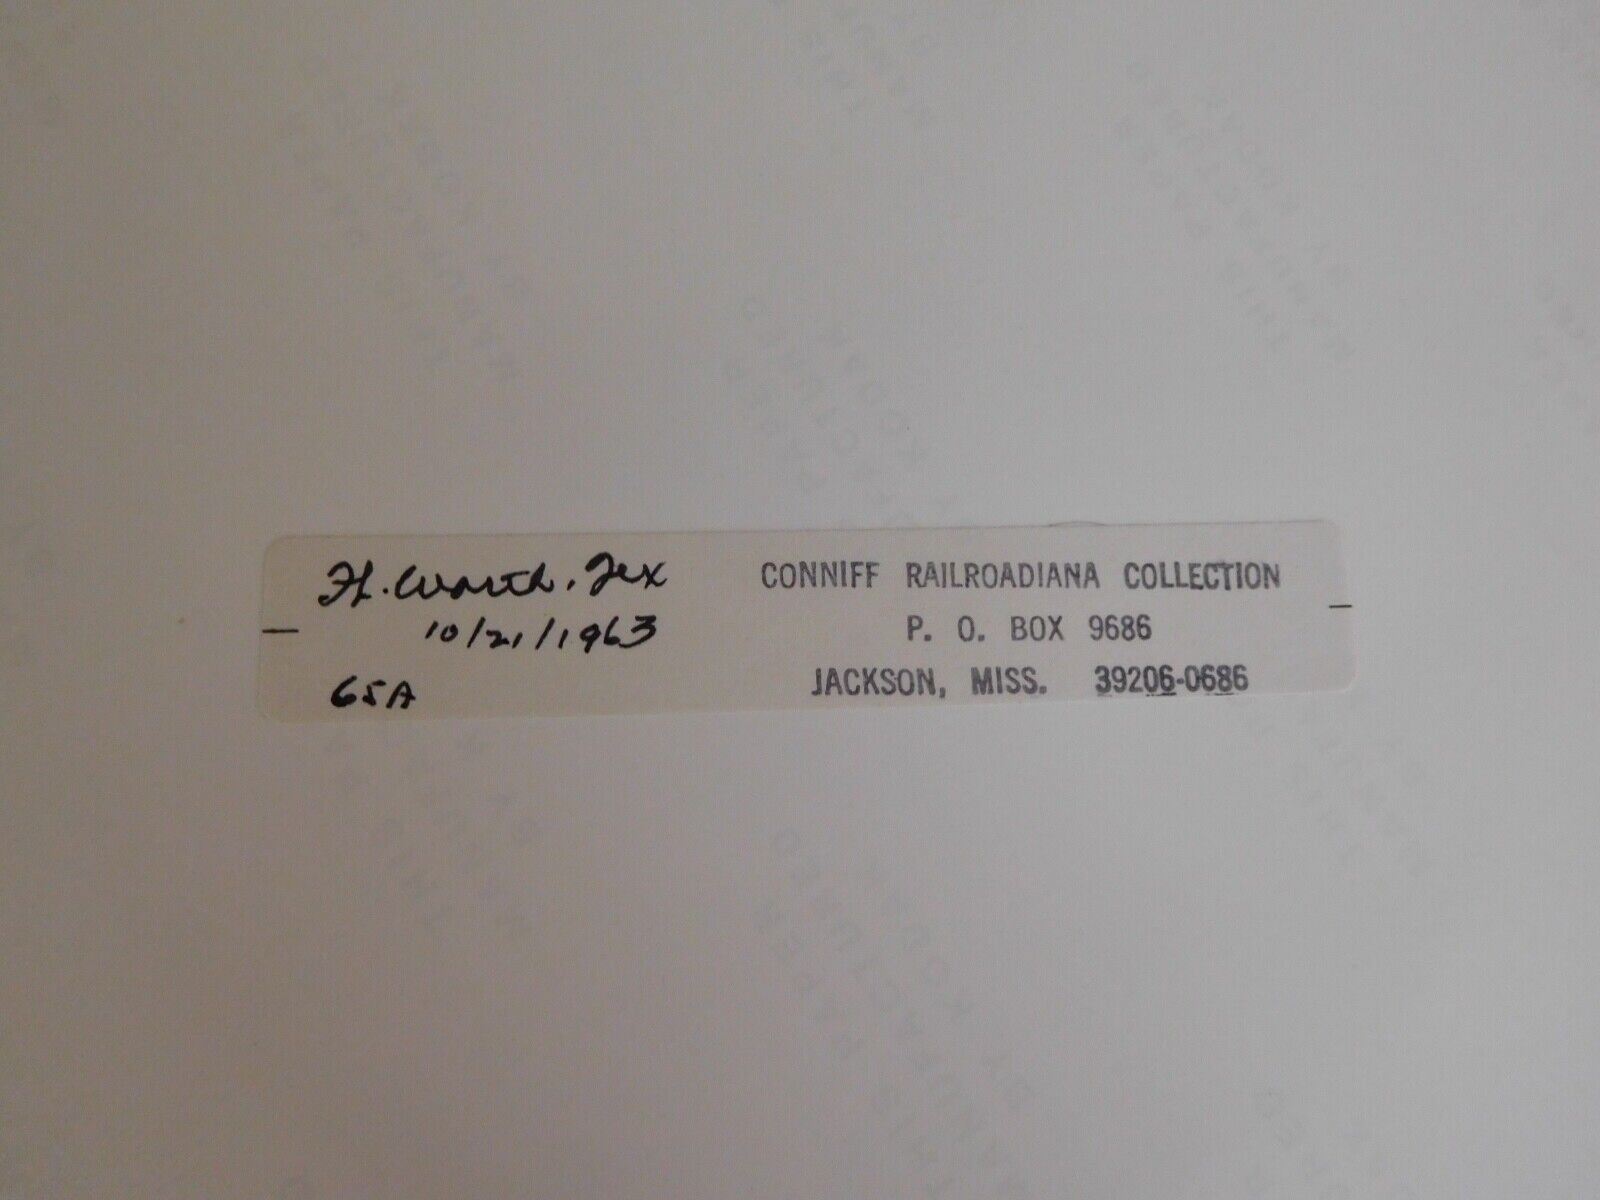 Ft. Worth, Tex
10/21/1963
65A
CONNIFF RAILROADIANA COLLECTION
P. O. BOX 9686
JACKSON, MISS. 39206-0686